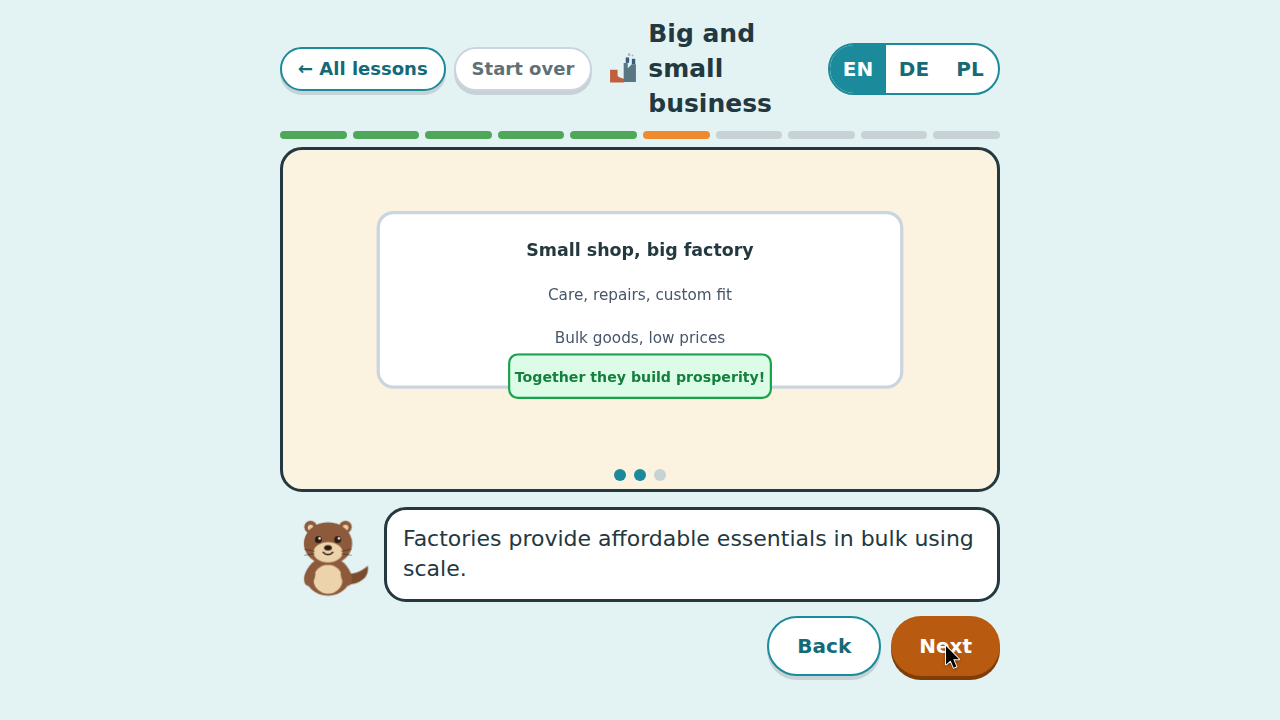 ← All lessons
Start over
Big and
small
business
EN
DE
PL
Small shop, big factory
Care, repairs, custom fit
Bulk goods, low prices
Together they build prosperity!
Factories provide affordable essentials in bulk using
scale.
Back
Next